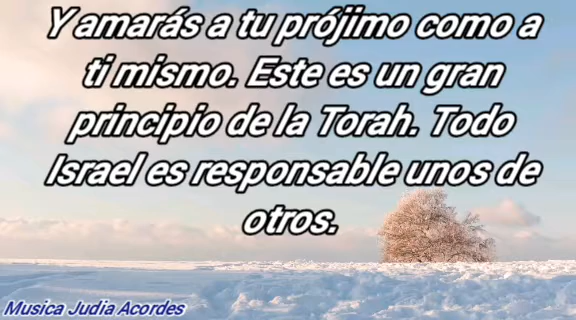 Y amarás a tu prójimo como a
ti mismo. Este es un gran
principio de la Torah. Todo
Israel es responsable unos de
otros.
Musica Judia Acordes